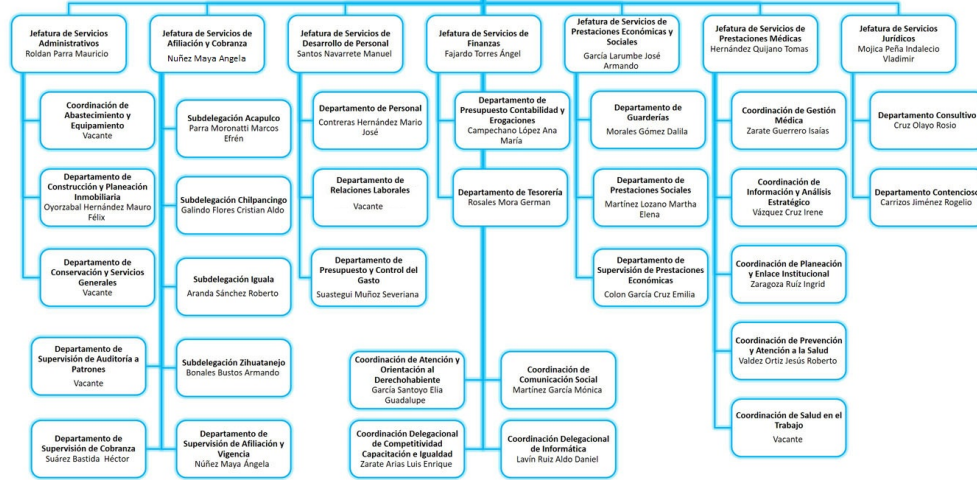 Jefatura de Servicios
Administrativos
Roldan Parra Mauricio
Jefatura de Servicios de
Afiliación y Cobranza
Nuñez Maya Angela
Jefatura de Servicios de
Desarrollo de Personal
Santos Navarrete Manuel
Jefatura de Servicios de
Finanzas
Fajardo Torres Ángel
Jefatura de Servicios de
Prestaciones Económicas y
Sociales
García Larumbe José
Armando
Jefatura de Servicios de
Prestaciones Médicas
Hernández Quijano Tomas
Jefatura de Servicios
Jurídicos
Mojica Peña Indalecio
Vladimir
Coordinación de
Abastecimiento y
Equipamiento
Vacante
Subdelegación Acapulco
Parra Moronatti Marcos
Efrén
Departamento de Personal
Contreras Hernández Mario
José
Departamento de
Presupuesto Contabilidad y
Erogaciones
Campechano López Ana
María
Departamento de
Guarderías
Morales Gómez Dalila
Coordinación de Gestión
Médica
Zarate Guerrero Isaías
Departamento Consultivo
Cruz Olayo Rosio
Departamento de
Construcción y Planeación
Inmobiliaria
Oyorzabal Hernández Mauro
Félix
Subdelegación Chilpancingo
Galindo Flores Cristian Aldo
Departamento de
Relaciones Laborales
Vacante
Departamento de Tesorería
Rosales Mora German
Departamento de
Prestaciones Sociales
Martínez Lozano Martha
Elena
Coordinación de
Información y Análisis
Estratégico
Vázquez Cruz Irene
Departamento Contencioso
Carrizos Jiménez Rogelio
Departamento de
Conservación y Servicios
Generales
Vacante
Subdelegación Iguala
Aranda Sánchez Roberto
Departamento de
Presupuesto y Control del
Gasto
Suastegui Muñoz Severiana
Departamento de
Supervisión de Prestaciones
Económicas
Colon García Cruz Emilia
Coordinación de Planeación
y Enlace Institucional
Zaragoza Ruíz Ingrid
Departamento de
Supervisión de Auditoría a
Patrones
Vacante
Subdelegación Zihuatanejo
Bonales Bustos Armando
Coordinación de Atención y
Orientación al
Derechohabiente
García Santoyo Elia
Guadalupe
Coordinación de
Comunicación Social
Martínez García Mónica
Coordinación de Prevención
y Atención a la Salud
Valdez Ortiz Jesús Roberto
Departamento de
Supervisión de Cobranza
Suárez Bastida Héctor
Departamento de
Supervisión de Afiliación y
Vigencia
Núñez Maya Ángela
Coordinación Delegacional
de Competitividad
Capacitación e Igualdad
Zarate Arias Luis Enrique
Coordinación Delegacional
de Informática
Lavín Ruiz Aldo Daniel
Coordinación de Salud en el
Trabajo
Vacante